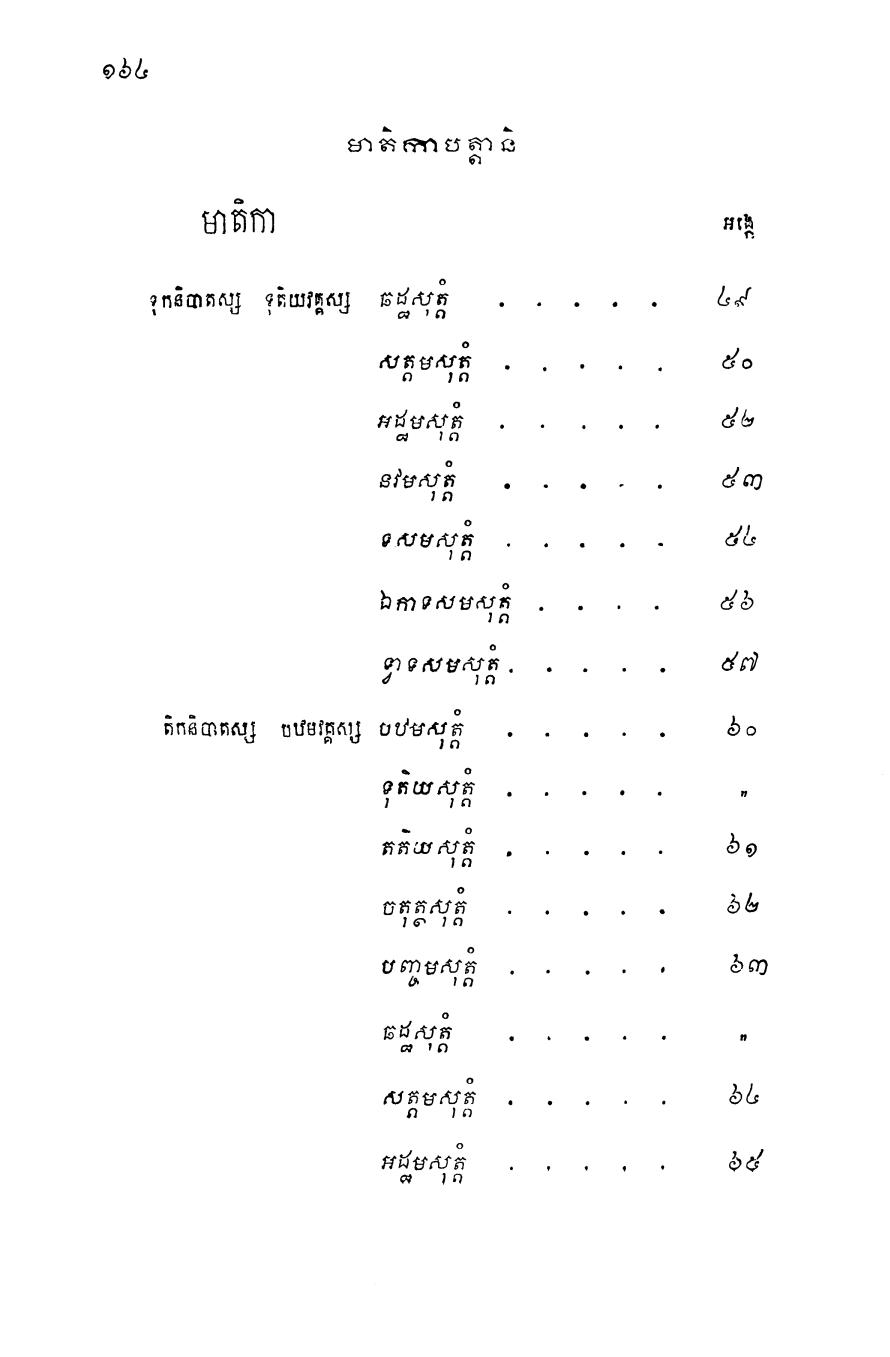 ១៦៤
មាតិកាបត្តានិ
មាតិកា អង្កេ
ទុកនិបាតស្ស ទុតិយវគ្គស្ស ឆដ្ឋសុត្តំ . . . . . ៤៩
សត្តមសុត្តំ . . . . . ៥០
អដ្ឋមសុត្តំ . . . . . ៥២
នវមសុត្តំ . . . . . ៥៣
ទសមសុត្តំ . . . . . ៥៤
ឯកាទសមសុត្តំ . . . . ៥៦
ទ្វាទសមសុត្តំ . . . . . ៥៧
តិកនិបាតស្ស បឋមវគ្គស្ស បឋមសុត្តំ . . . . . ៦០
ទុតិយសុត្តំ . . . . . "
តតិយសុត្តំ . . . . . ៦១
ចតុត្ថសុត្តំ . . . . . ៦២
បញ្ចមសុត្តំ . . . . . ៦៣
ឆដ្ឋសុត្តំ . . . . . "
សត្តមសុត្តំ . . . . . ៦៤
អដ្ឋមសុត្តំ . . . . . ៦៥